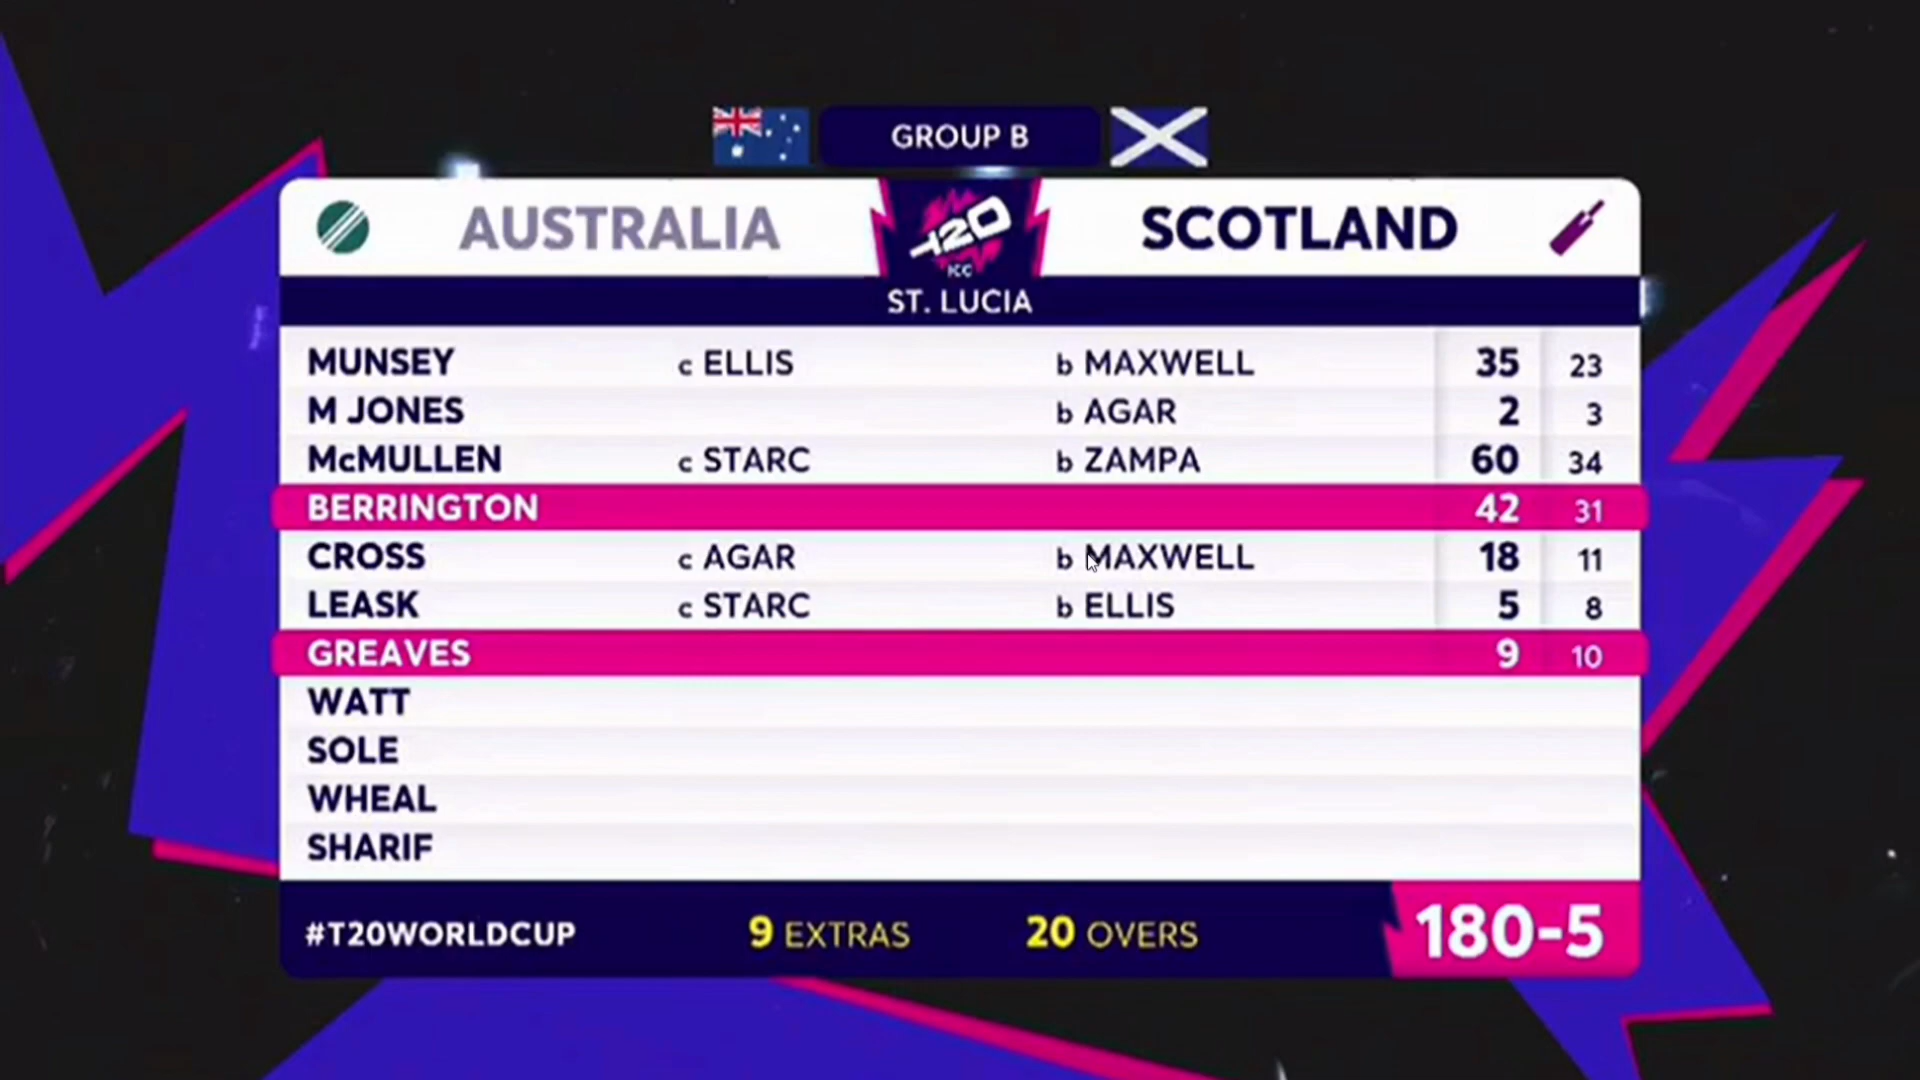 GROUP B
AUSTRALIA
T20
ICC
SCOTLAND
ST. LUCIA
MUNSEY c ELLIS b MAXWELL 35 23
M JONES b AGAR 2 3
McMULLEN c STARC b ZAMPA 60 34
BERRINGTON 42 31
CROSS c AGAR b MAXWELL 18 11
LEASK c STARC b ELLIS 5 8
GREAVES 9 10
WATT
SOLE
WHEAL
SHARIF
#T20WORLDCUP 9 EXTRAS 20 OVERS 180-5